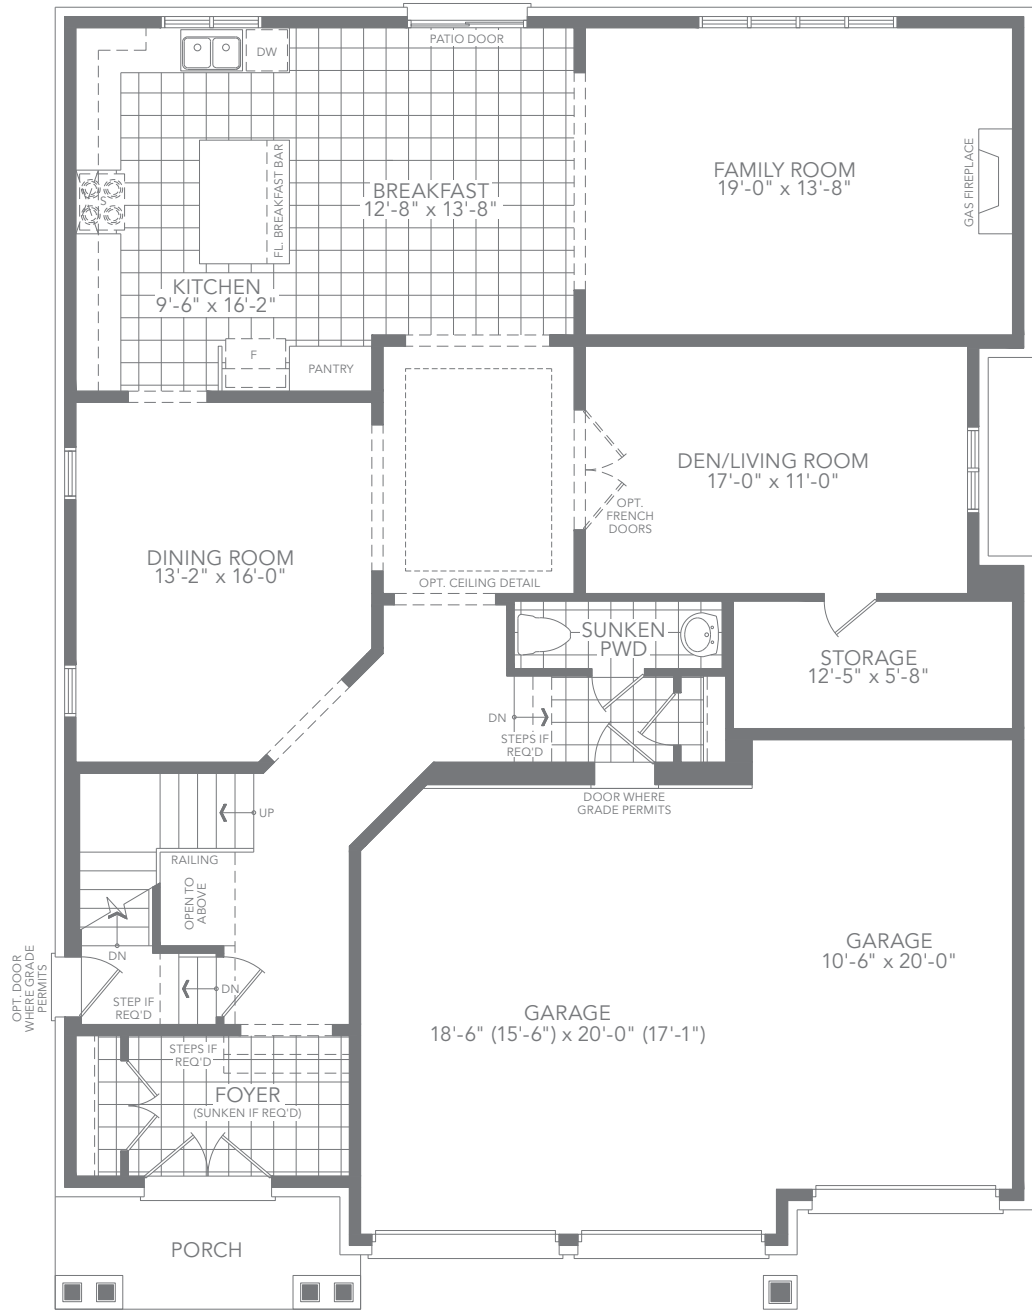 PATIO DOOR
DW
FL. BREAKFAST BAR
S
BREAKFAST
12'-8" x 13'-8"
FAMILY ROOM
19'-0" x 13'-8"
GAS FIREPLACE
KITCHEN
9'-6" x 16'-2"
F
PANTRY
DEN/LIVING ROOM
17'-0" x 11'-0"
OPT.
FRENCH
DOORS
DINING ROOM
13'-2" x 16'-0"
OPT. CEILING DETAIL
SUNKEN
PWD
STORAGE
12'-5" x 5'-8"
DN
STEPS IF
REQ'D
DOOR WHERE
GRADE PERMITS
UP
RAILING
OPEN TO
ABOVE
DN
DN
OPT. DOOR
WHERE GRADE
PERMITS
STEP IF
REQ'D
GARAGE
10'-6" x 20'-0"
GARAGE
18'-6" (15'-6") x 20'-0" (17'-1")
STEPS IF
REQ'D
FOYER
(SUNKEN IF REQ'D)
PORCH